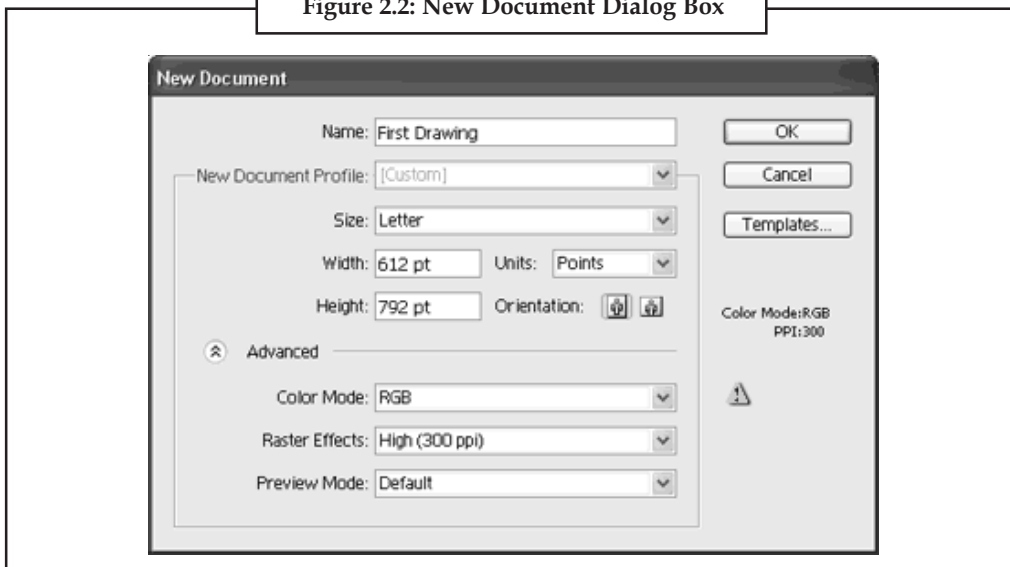 Figure 2.2: New Document Dialog Box
New Document
Name: First Drawing
OK
New Document Profile: [Custom]
Cancel
Size: Letter
Templates...
Width: 612 pt Units: Points
Height: 792 pt Orientation:
Color Mode:RGB
PPI:300
Advanced
Color Mode: RGB
Raster Effects: High (300 ppi)
Preview Mode: Default